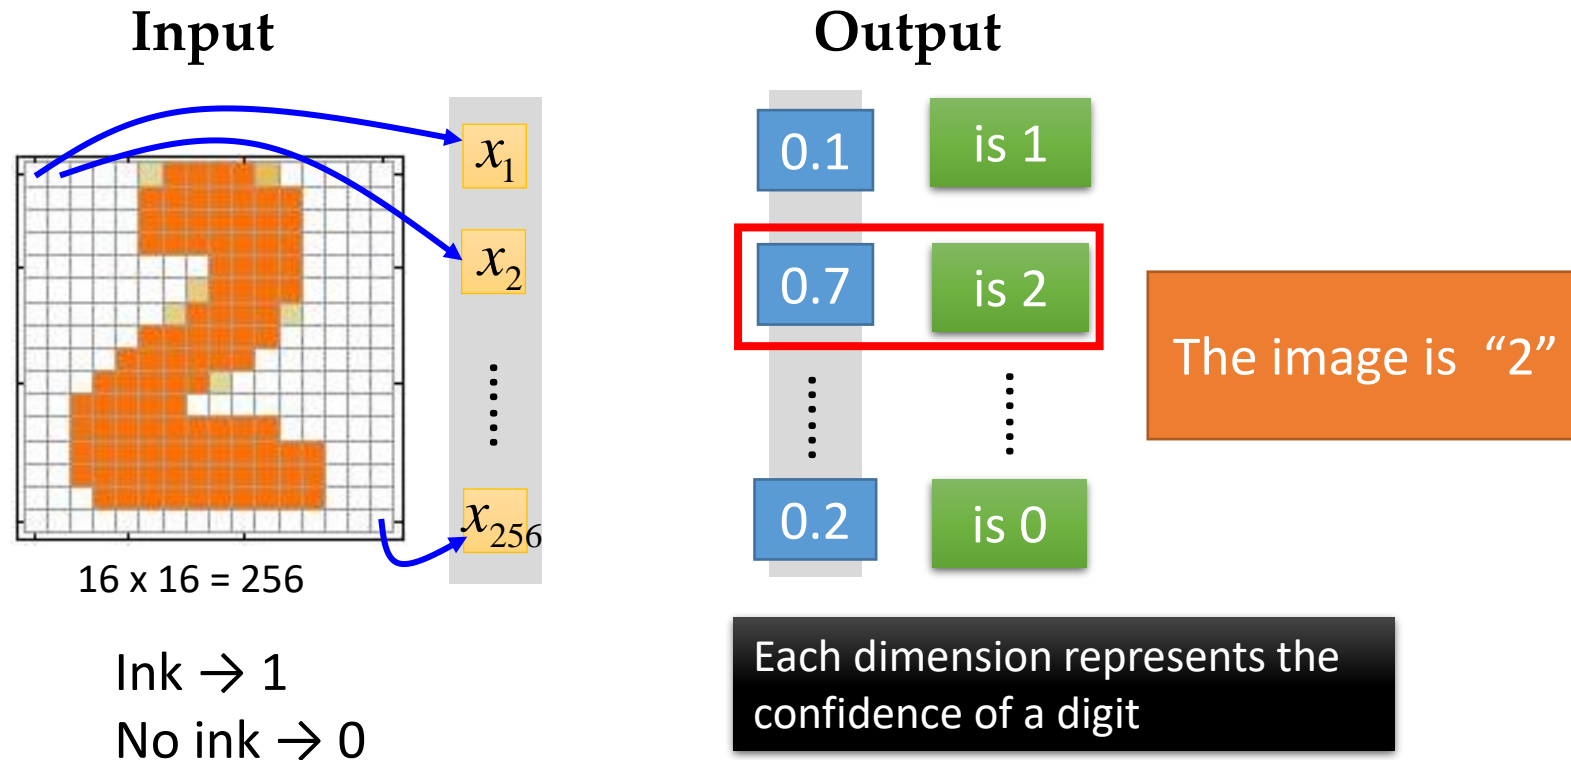 Input
Output
x1
x2
x256
16 x 16 = 256
Ink → 1
No ink → 0
0.1
is 1
0.7
is 2
0.2
is 0
The image is “2”
Each dimension represents the
confidence of a digit